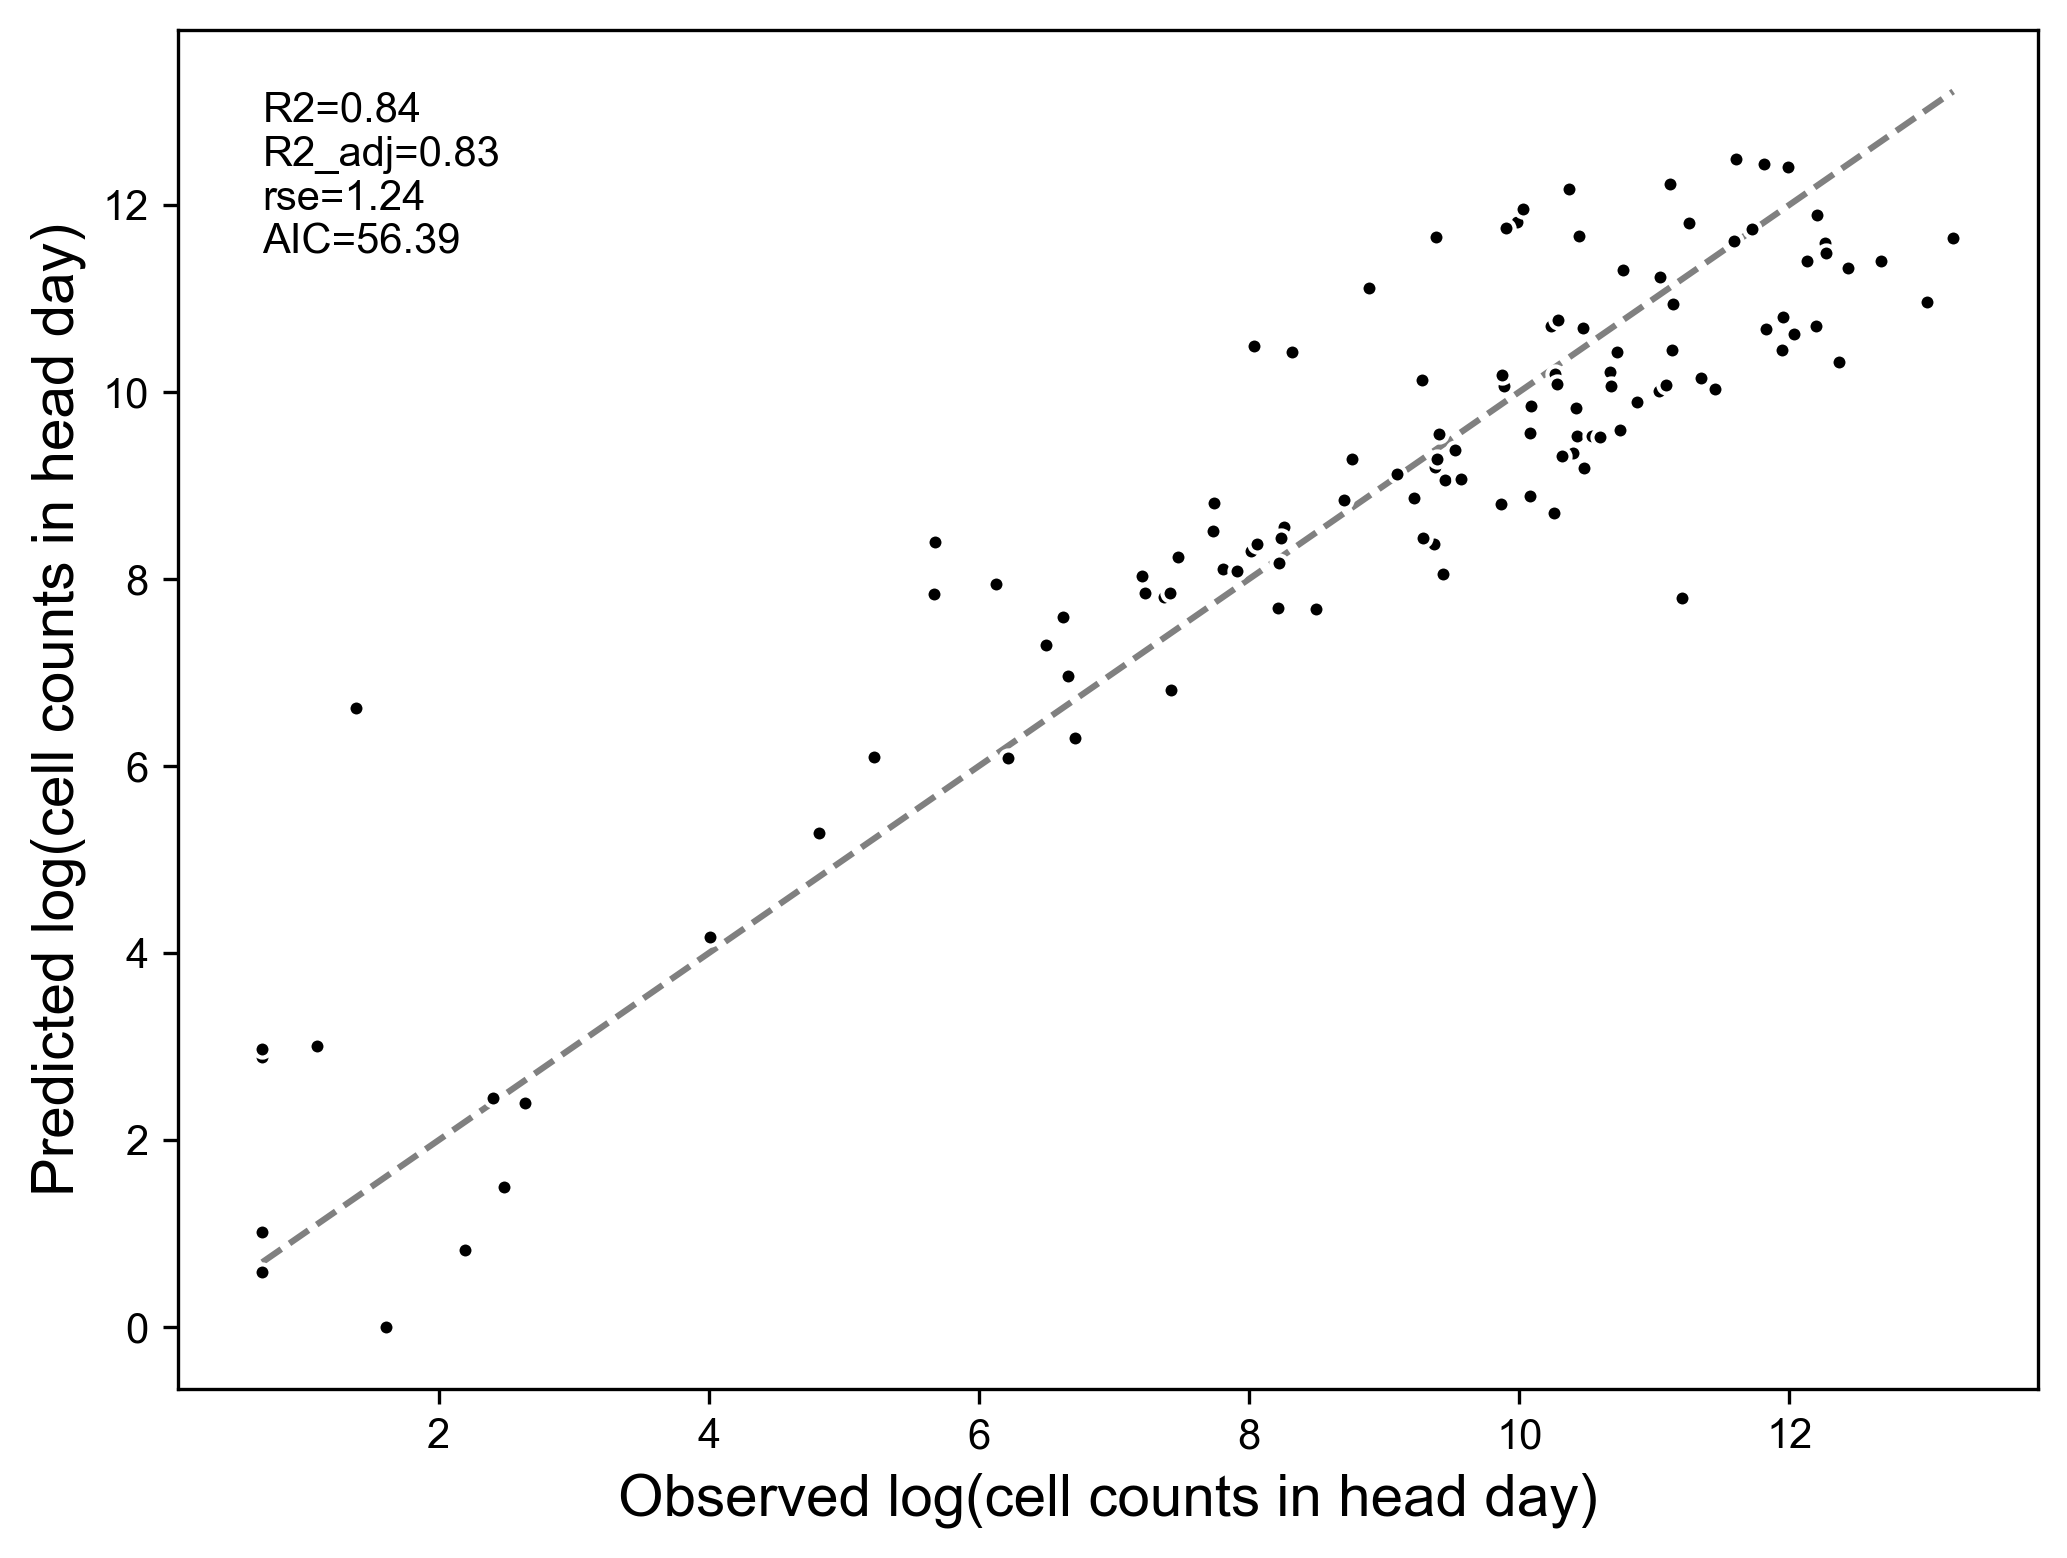 R2=0.84
R2_adj=0.83
rse=1.24
AIC=56.39
Predicted log(cell counts in head day)
12
10
8
6
4
2
0
2 4 6 8 10 12
Observed log(cell counts in head day)